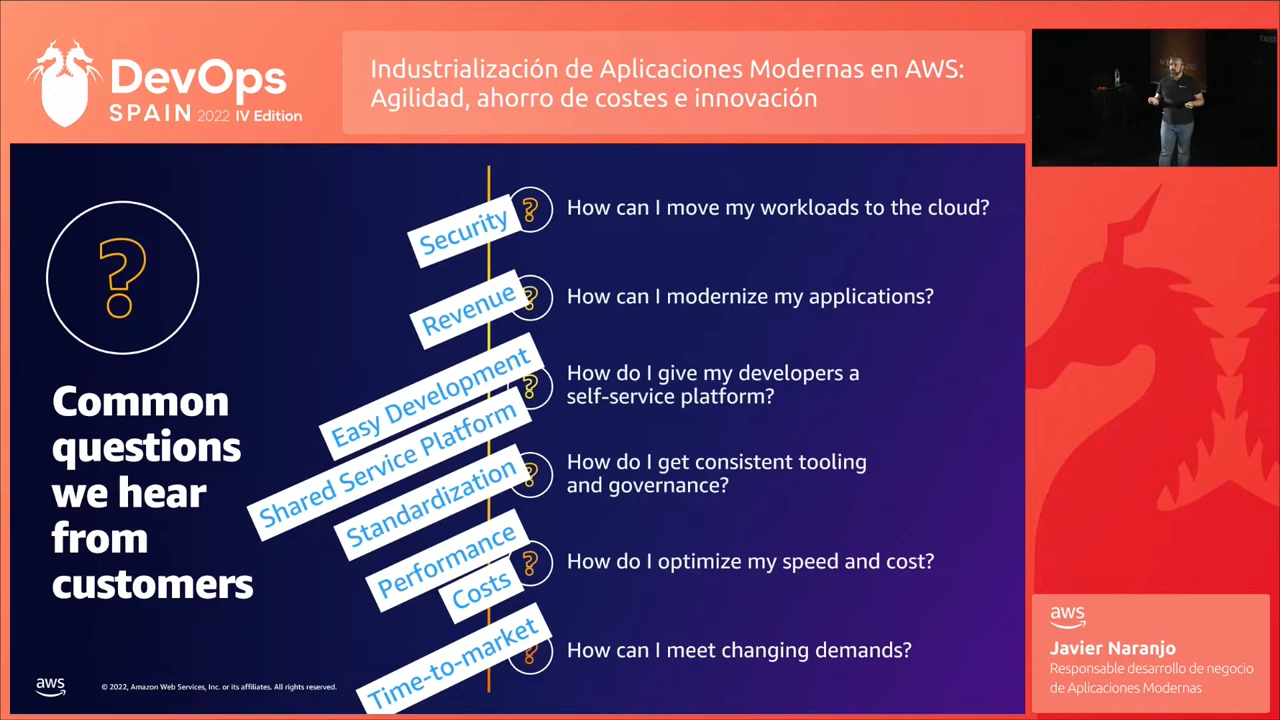 DevOps
SPAIN 2022 IV Edition
Industrialización de Aplicaciones Modernas en AWS:
Agilidad, ahorro de costes e innovación
?
Common
questions
we hear
from
customers
Security
? How can I move my workloads to the cloud?
Revenue
? How can I modernize my applications?
Easy Development
? How do I give my developers a
self-service platform?
Shared Service Platform
Standardization
? How do I get consistent tooling
and governance?
Performance
? How do I optimize my speed and cost?
Costs
Time-to-market
? How can I meet changing demands?
aws
© 2022, Amazon Web Services, Inc. or its affiliates. All rights reserved.
aws
Javier Naranjo
Responsable desarrollo de negocio
de Aplicaciones Modernas